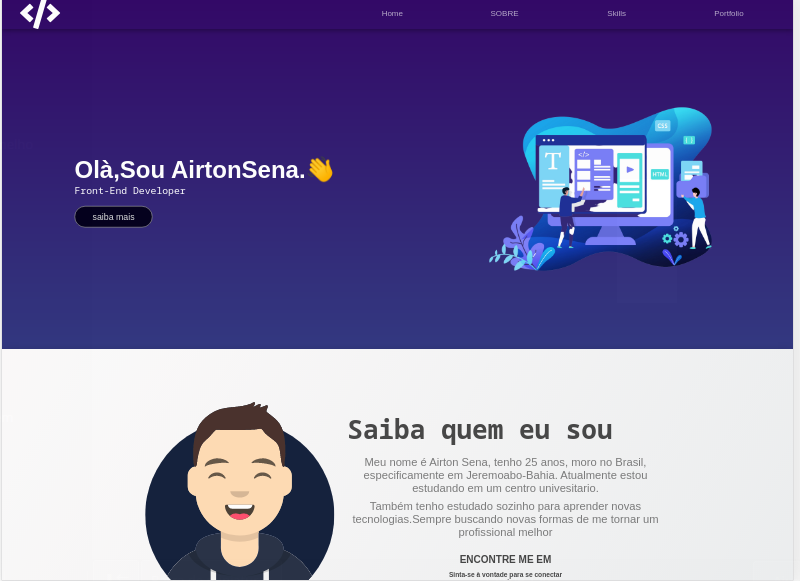 </>
Home SOBRE Skills Portfolio
Olà,Sou AirtonSena.👋
Front-End Developer
saiba mais
CSS
{ }
T
</>
HTML
Saiba quem eu sou
Meu nome é Airton Sena, tenho 25 anos, moro no Brasil,
especificamente em Jeremoabo-Bahia. Atualmente estou
estudando em um centro univesitario.
Também tenho estudado sozinho para aprender novas
tecnologias.Sempre buscando novas formas de me tornar um
profissional melhor
ENCONTRE ME EM
Sinta-se à vontade para se conectar